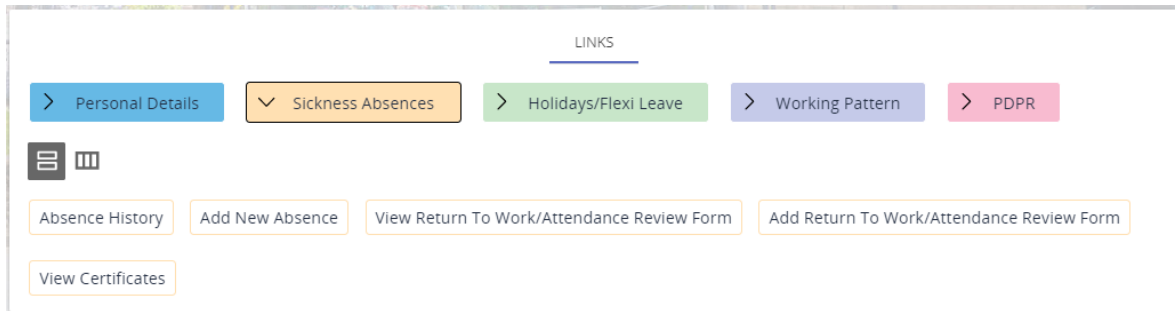 LINKS
Personal Details Sickness Absences Holidays/Flexi Leave Working Pattern PDPR
Absence History Add New Absence View Return To Work/Attendance Review Form Add Return To Work/Attendance Review Form
View Certificates